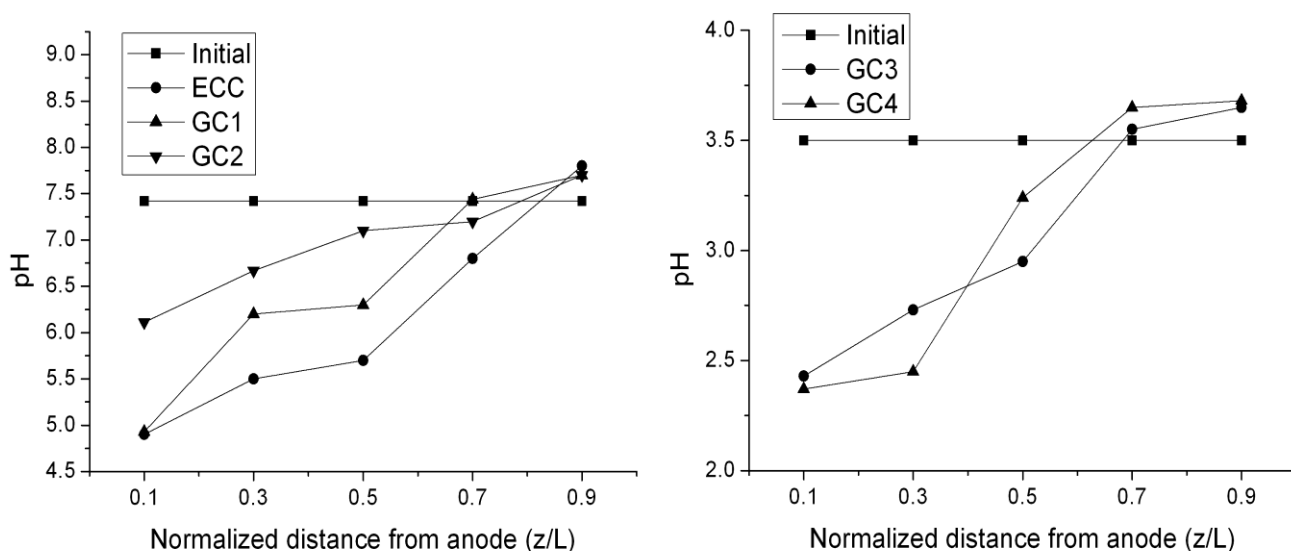 Initial
ECC
GC1
GC2
9.0
8.5
8.0
7.5
7.0
6.5
6.0
5.5
5.0
4.5
pH
0.1 0.3 0.5 0.7 0.9
Normalized distance from anode (z/L)
Initial
GC3
GC4
4.0
3.5
3.0
2.5
2.0
pH
0.1 0.3 0.5 0.7 0.9
Normalized distance from anode (z/L)